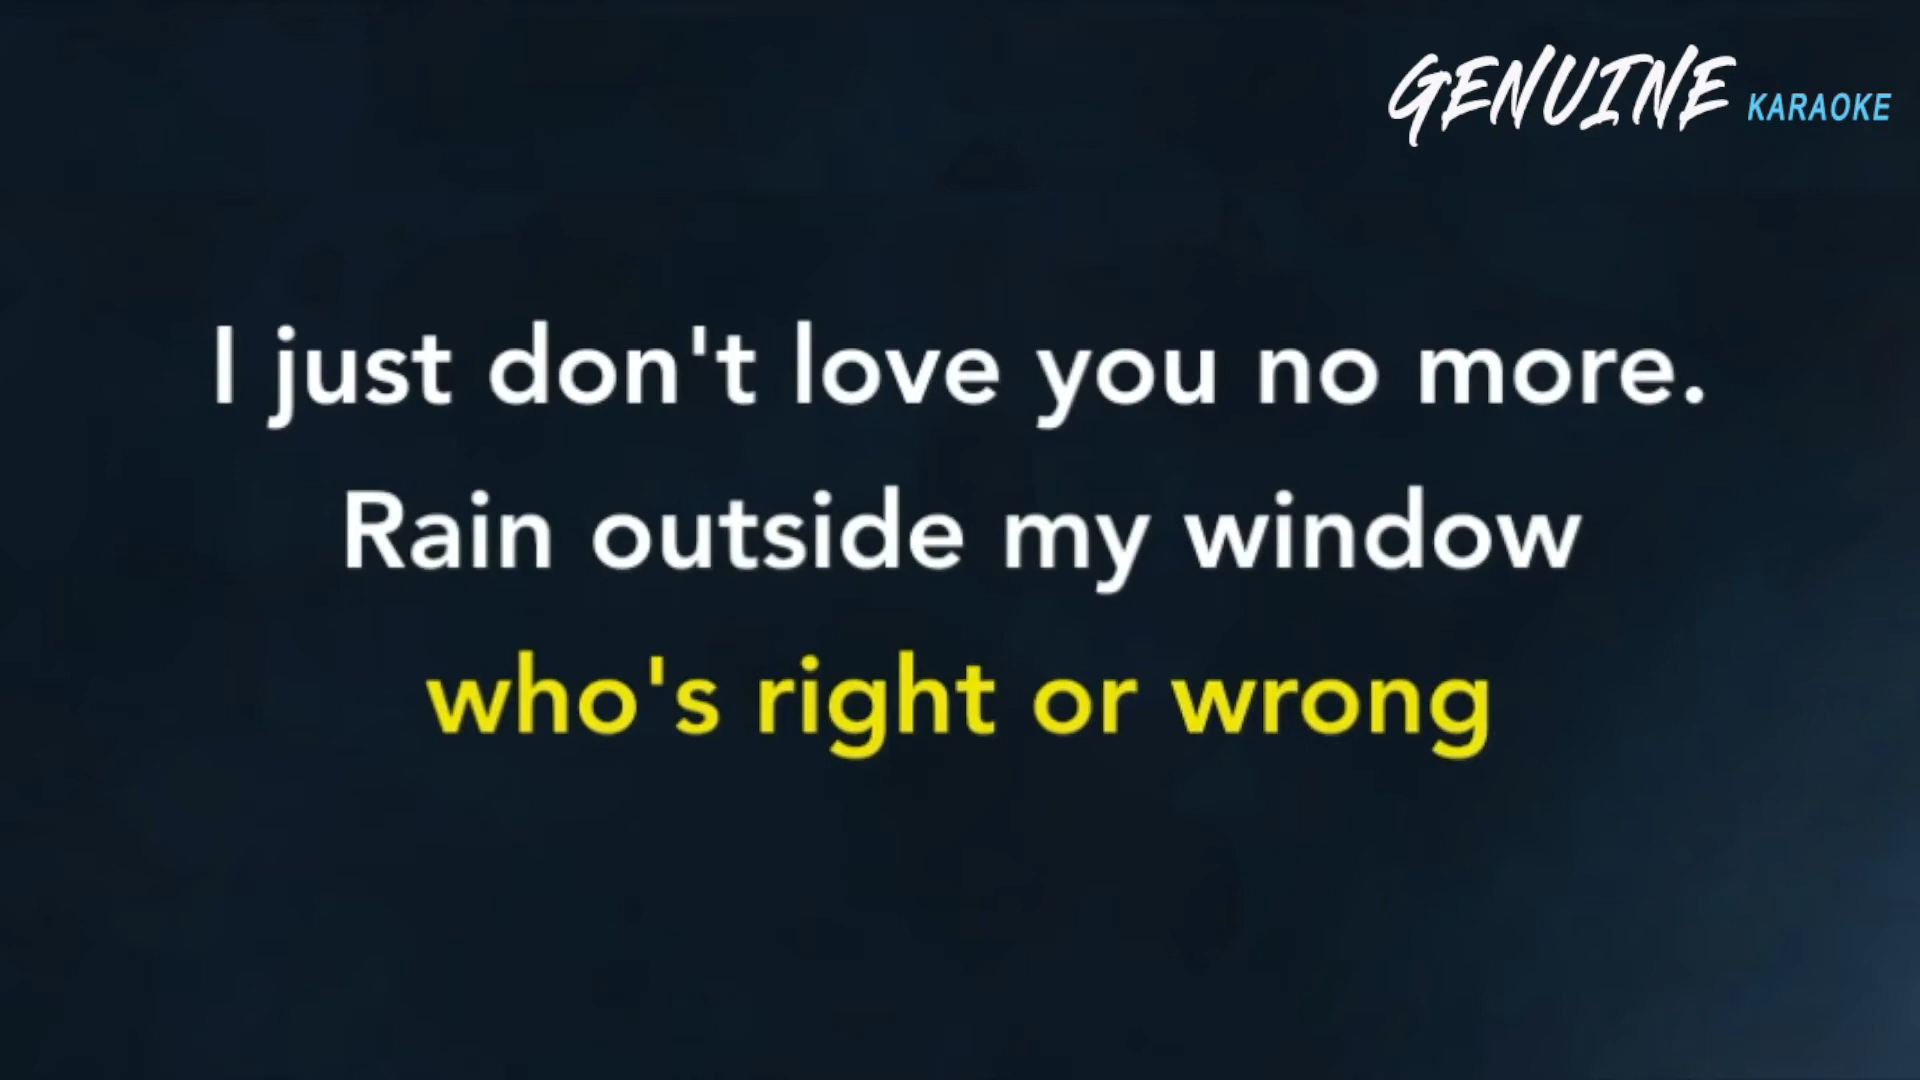 GENUINE KARAOKE
I just don't love you no more.
Rain outside my window
who's right or wrong